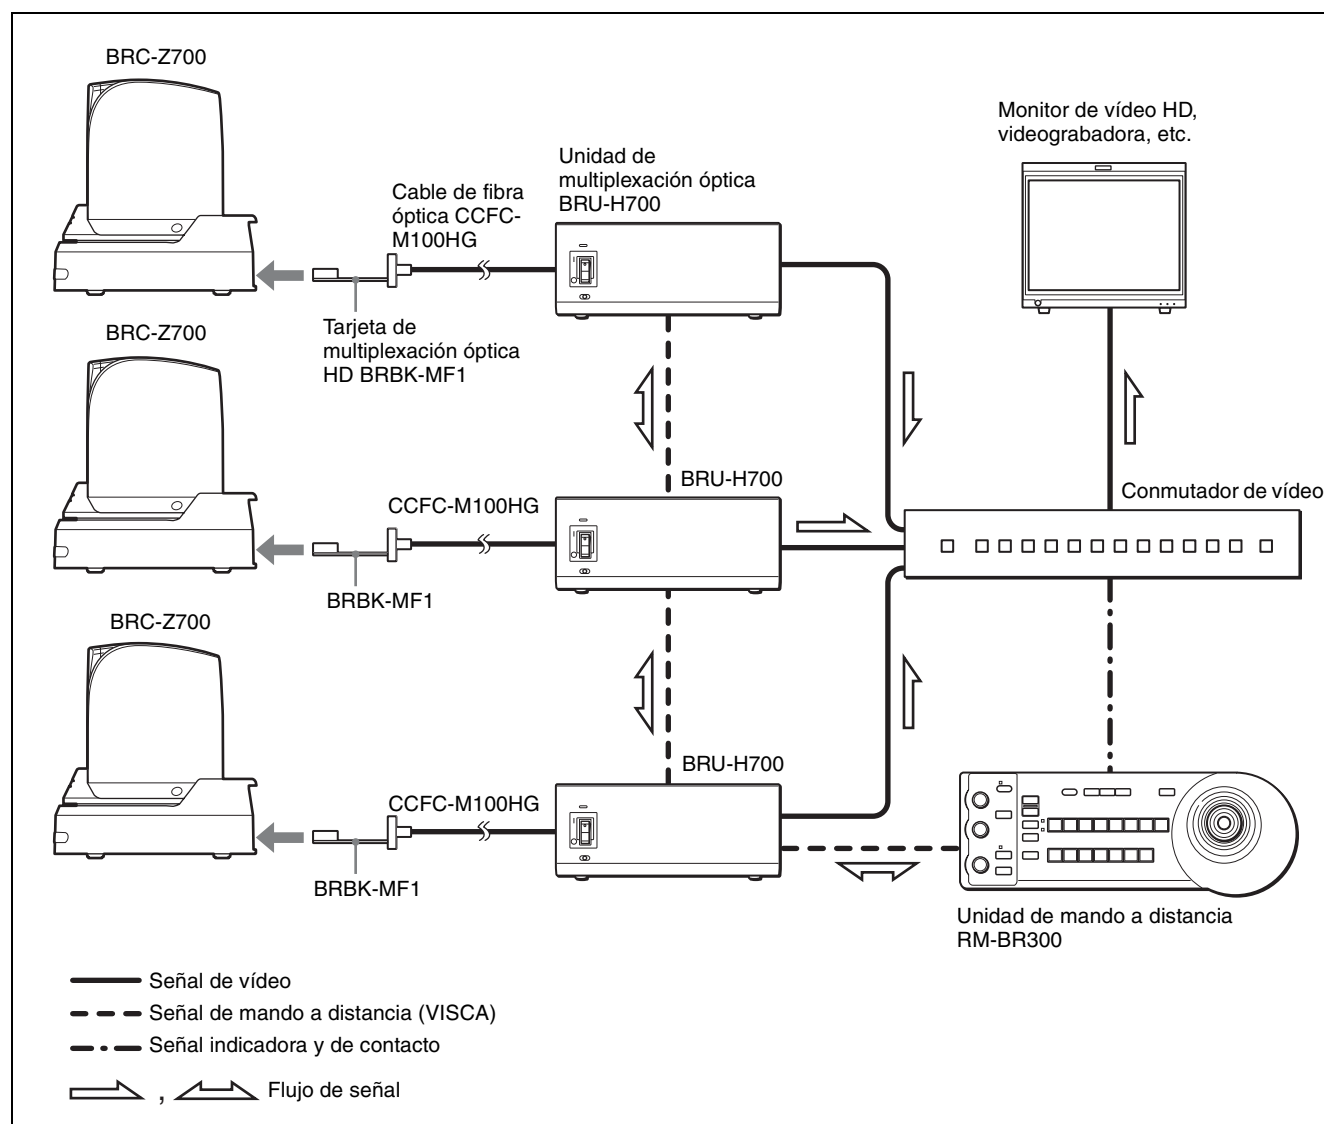 BRC-Z700
Monitor de vídeo HD,
videograbadora, etc.
Unidad de
multiplexación óptica
BRU-H700
Cable de fibra
óptica CCFC-
M100HG
Tarjeta de
multiplexación óptica
HD BRBK-MF1
BRC-Z700
BRU-H700
CCFC-M100HG
Conmutador de vídeo
BRBK-MF1
BRC-Z700
BRU-H700
CCFC-M100HG
BRBK-MF1
Unidad de mando a distancia
RM-BR300
Señal de vídeo
Señal de mando a distancia (VISCA)
Señal indicadora y de contacto
, Flujo de señal